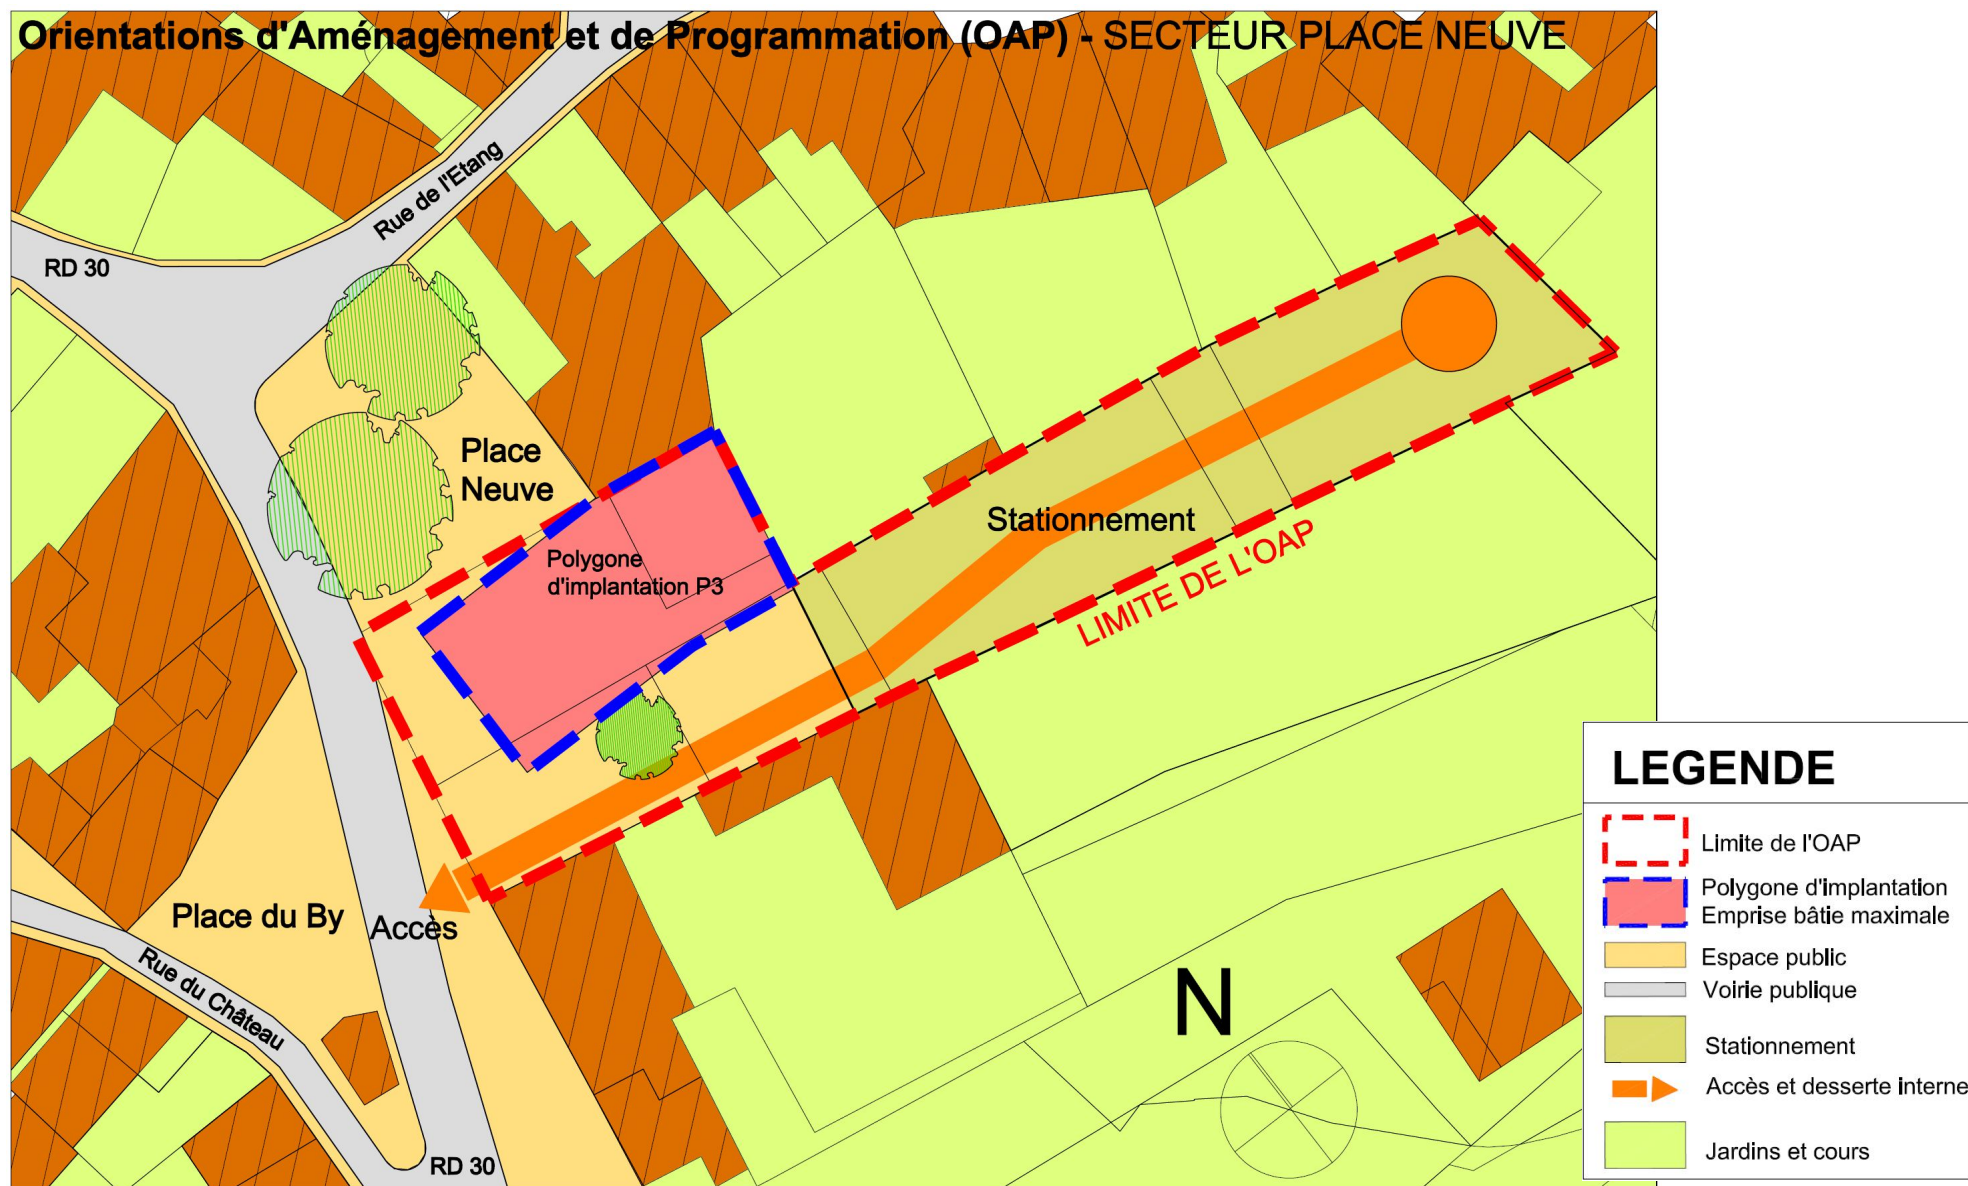 Orientations d'Aménagement et de Programmation (OAP) - SECTEUR PLACE NEUVE
Rue de l'Etang
RD 30
Place
Neuve
Polygone
d'implantation P3
Stationnement
LIMITE DE L'OAP
Place du By
Accès
Rue du Château
RD 30
N
LEGENDE
Limite de l'OAP
Polygone d'implantation
Emprise bâtie maximale
Espace public
Voirie publique
Stationnement
Accès et desserte interne
Jardins et cours